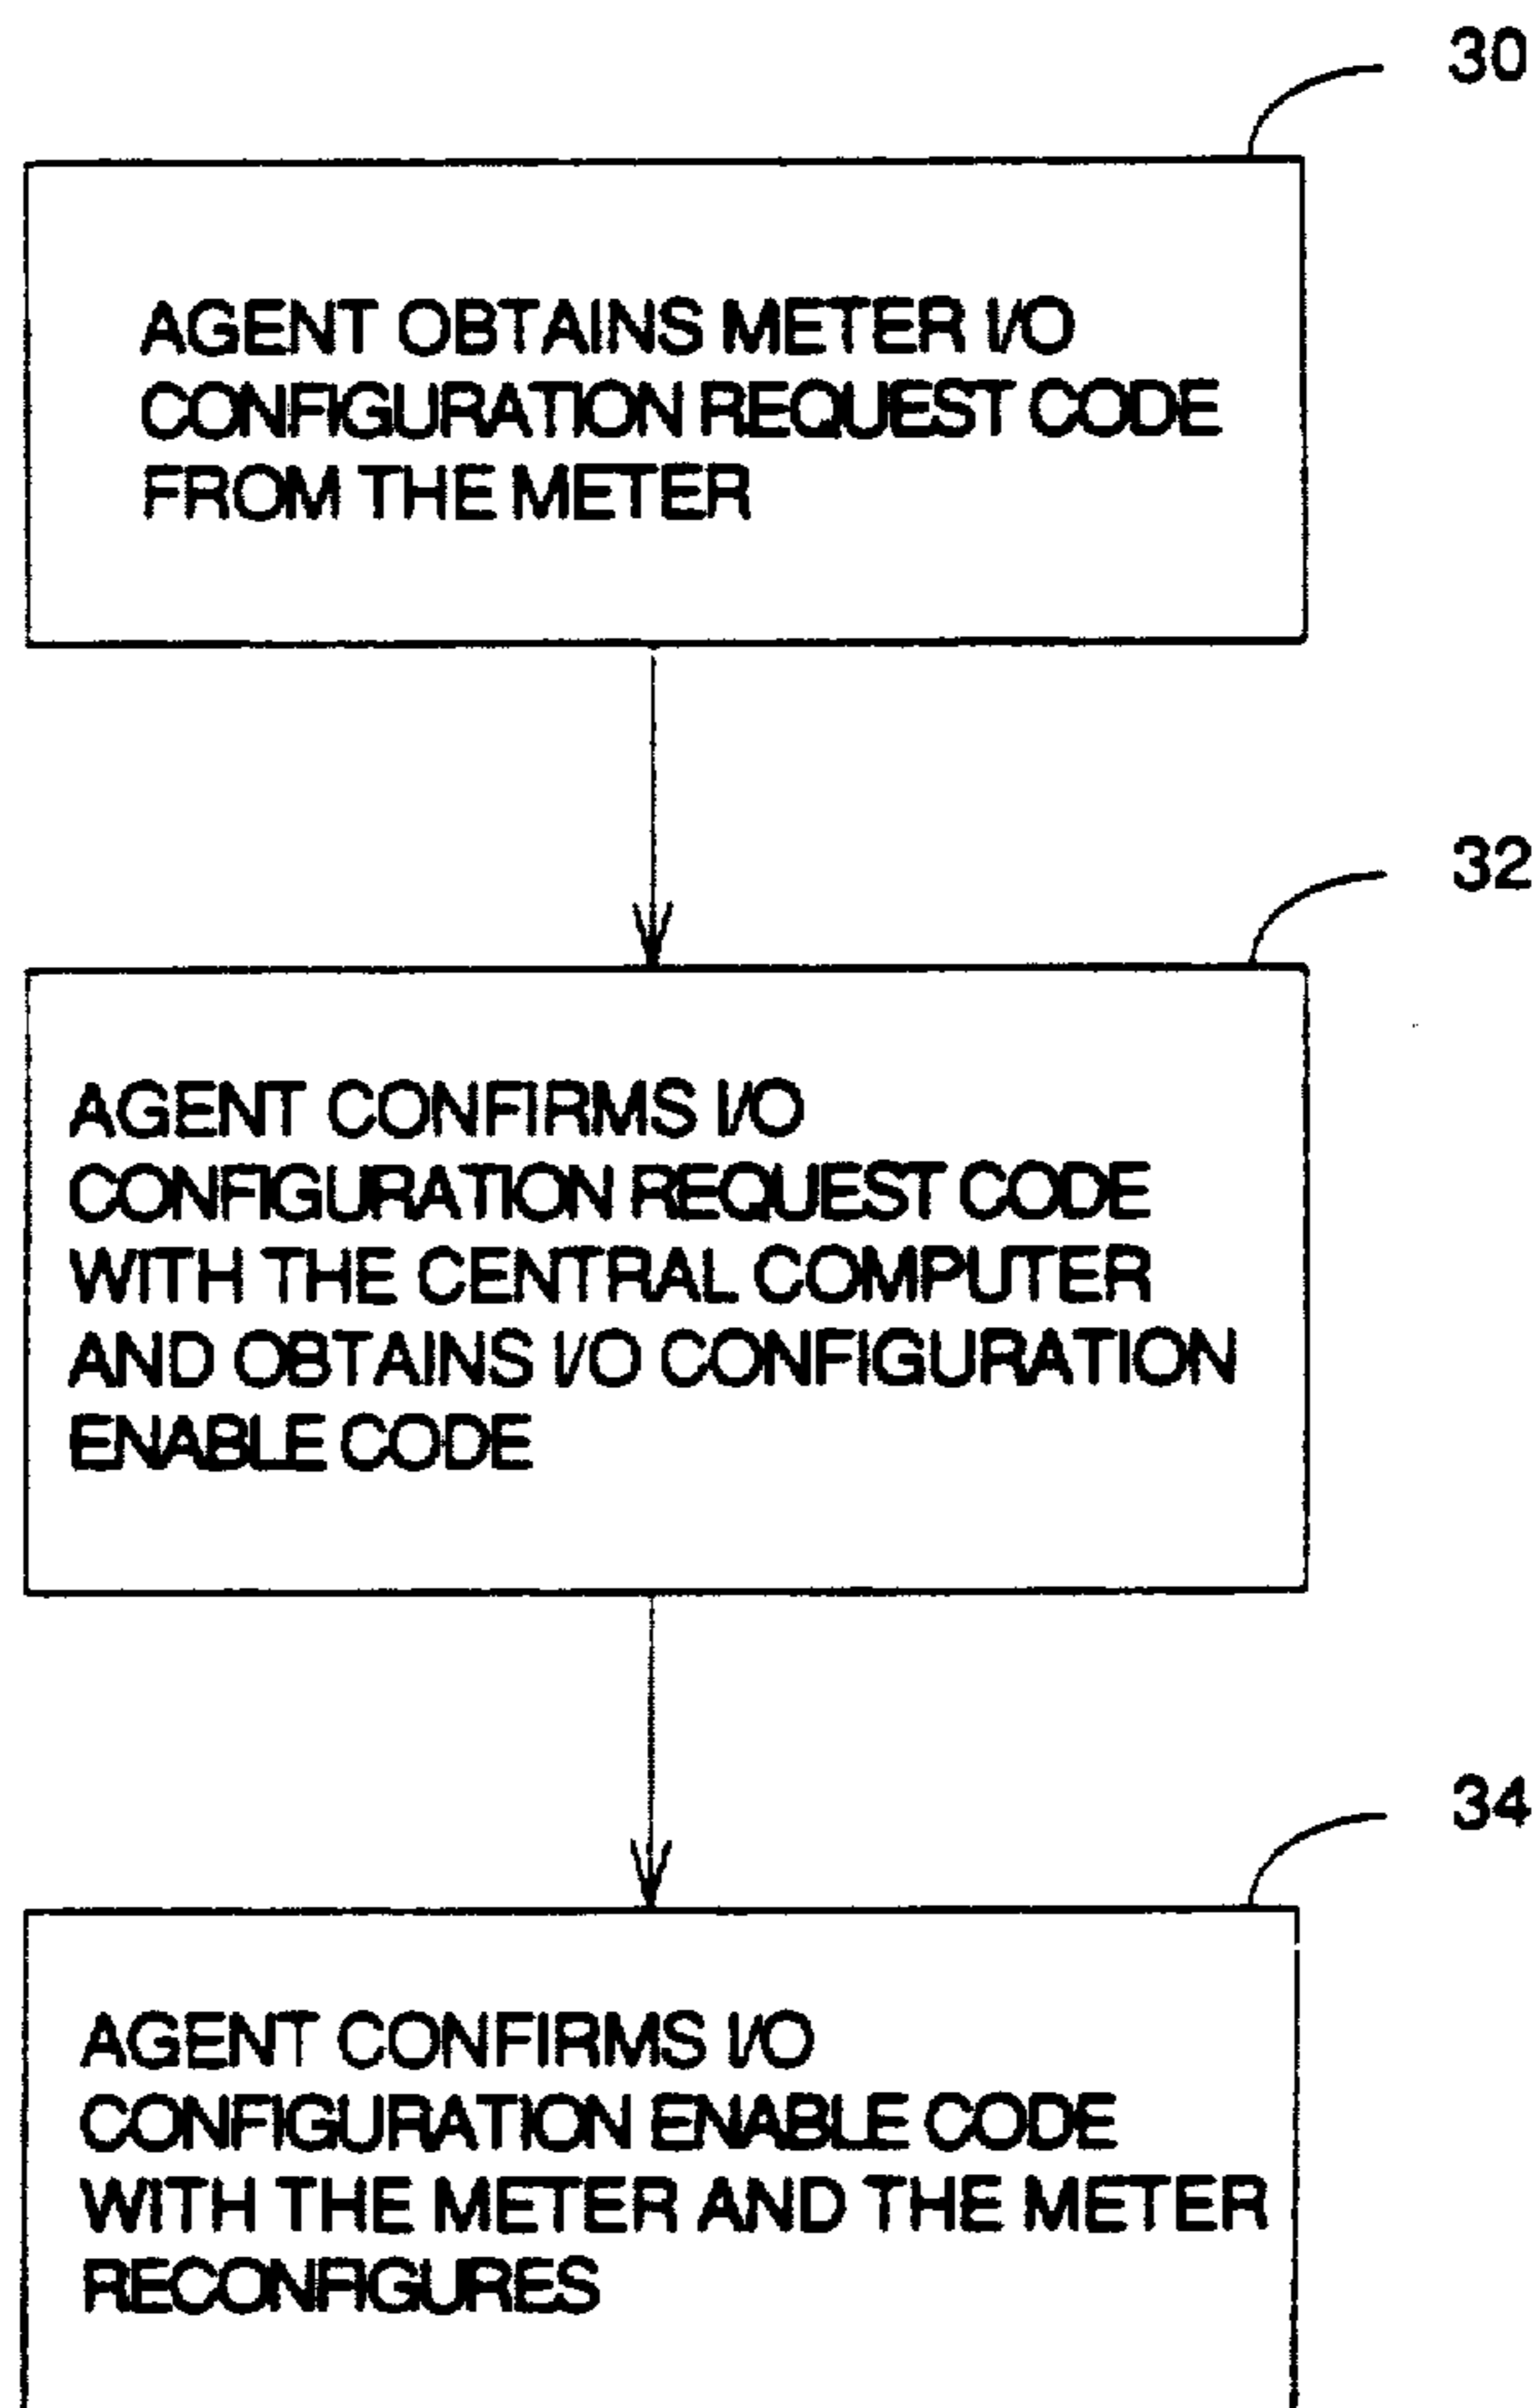 30
AGENT OBTAINS METER I/O
CONFIGURATION REQUEST CODE
FROM THE METER
32
AGENT CONFIRMS I/O
CONFIGURATION REQUEST CODE
WITH THE CENTRAL COMPUTER
AND OBTAINS I/O CONFIGURATION
ENABLE CODE
34
AGENT CONFIRMS I/O
CONFIGURATION ENABLE CODE
WITH THE METER AND THE METER
RECONFIGURES